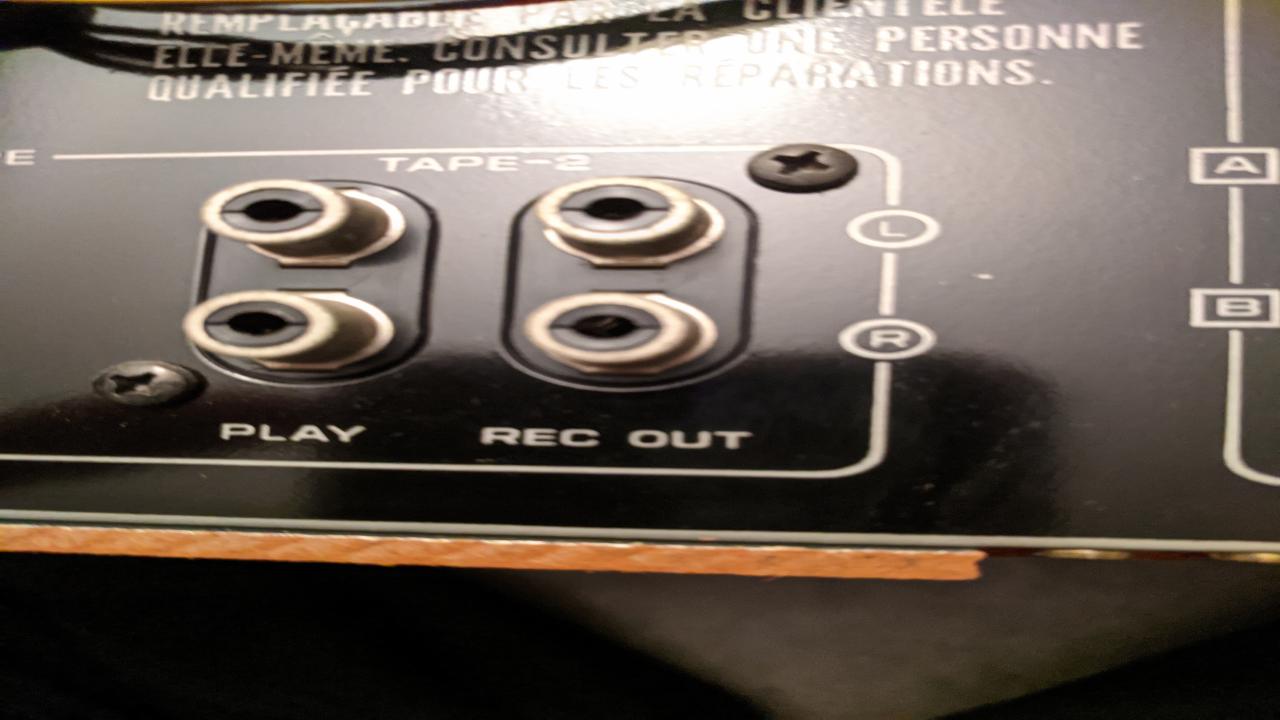 REMPLAÇABLE PAR LA CLIENTÈLE
ELLE-MÊME. CONSULTER UNE PERSONNE
QUALIFIÉE POUR LES RÉPARATIONS.
TAPE-2
A
L
B
R
PLAY REC OUT